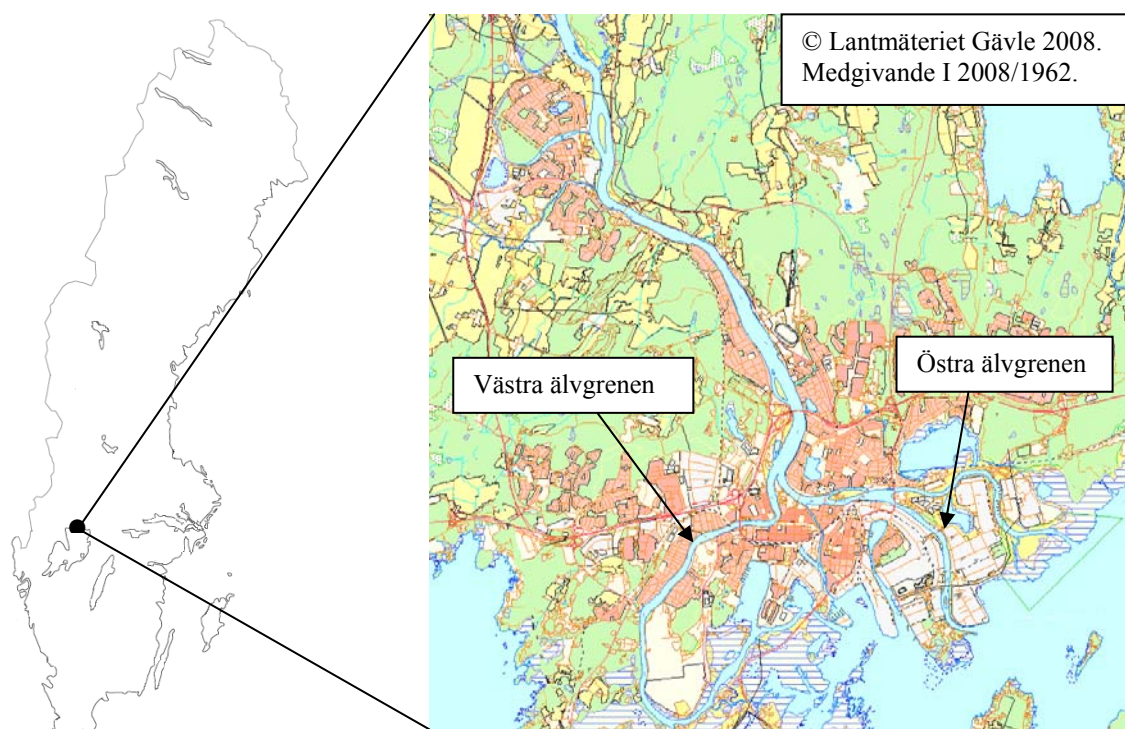 © Lantmäteriet Gävle 2008.
Medgivande I 2008/1962.
Västra älvgrenen
Östra älvgrenen